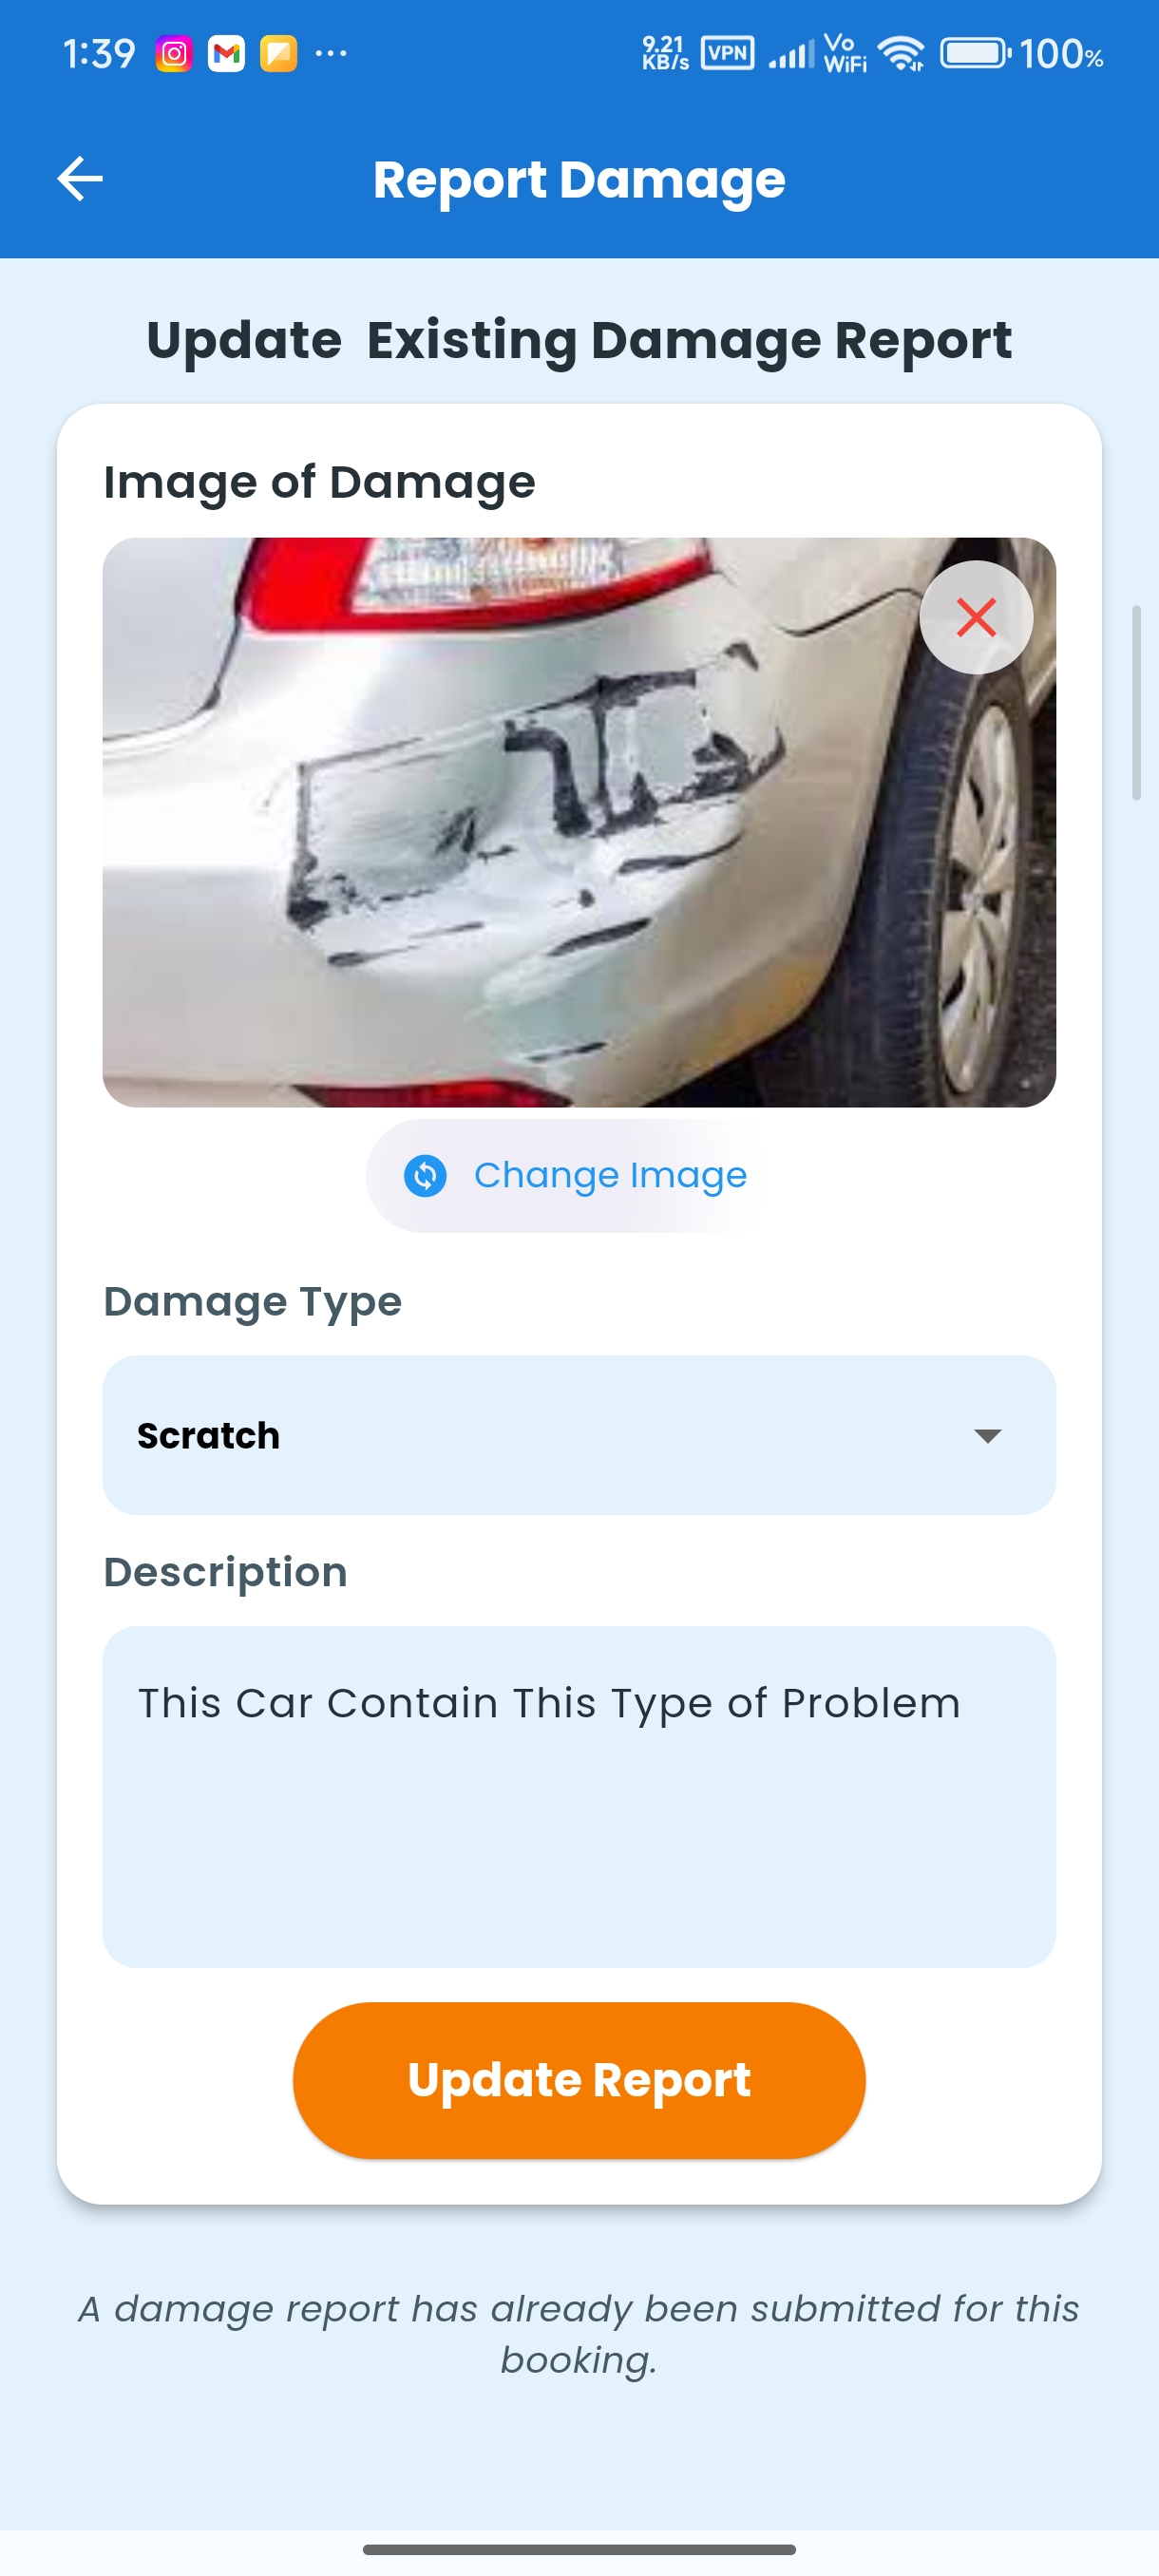 1:39 ... 9.21 KB/s VPN Vo WiFi 100%
Report Damage
Update  Existing Damage Report
Image of Damage
Change Image
Damage Type
Scratch
Description
This Car Contain This Type of Problem
Update Report
A damage report has already been submitted for this
booking.